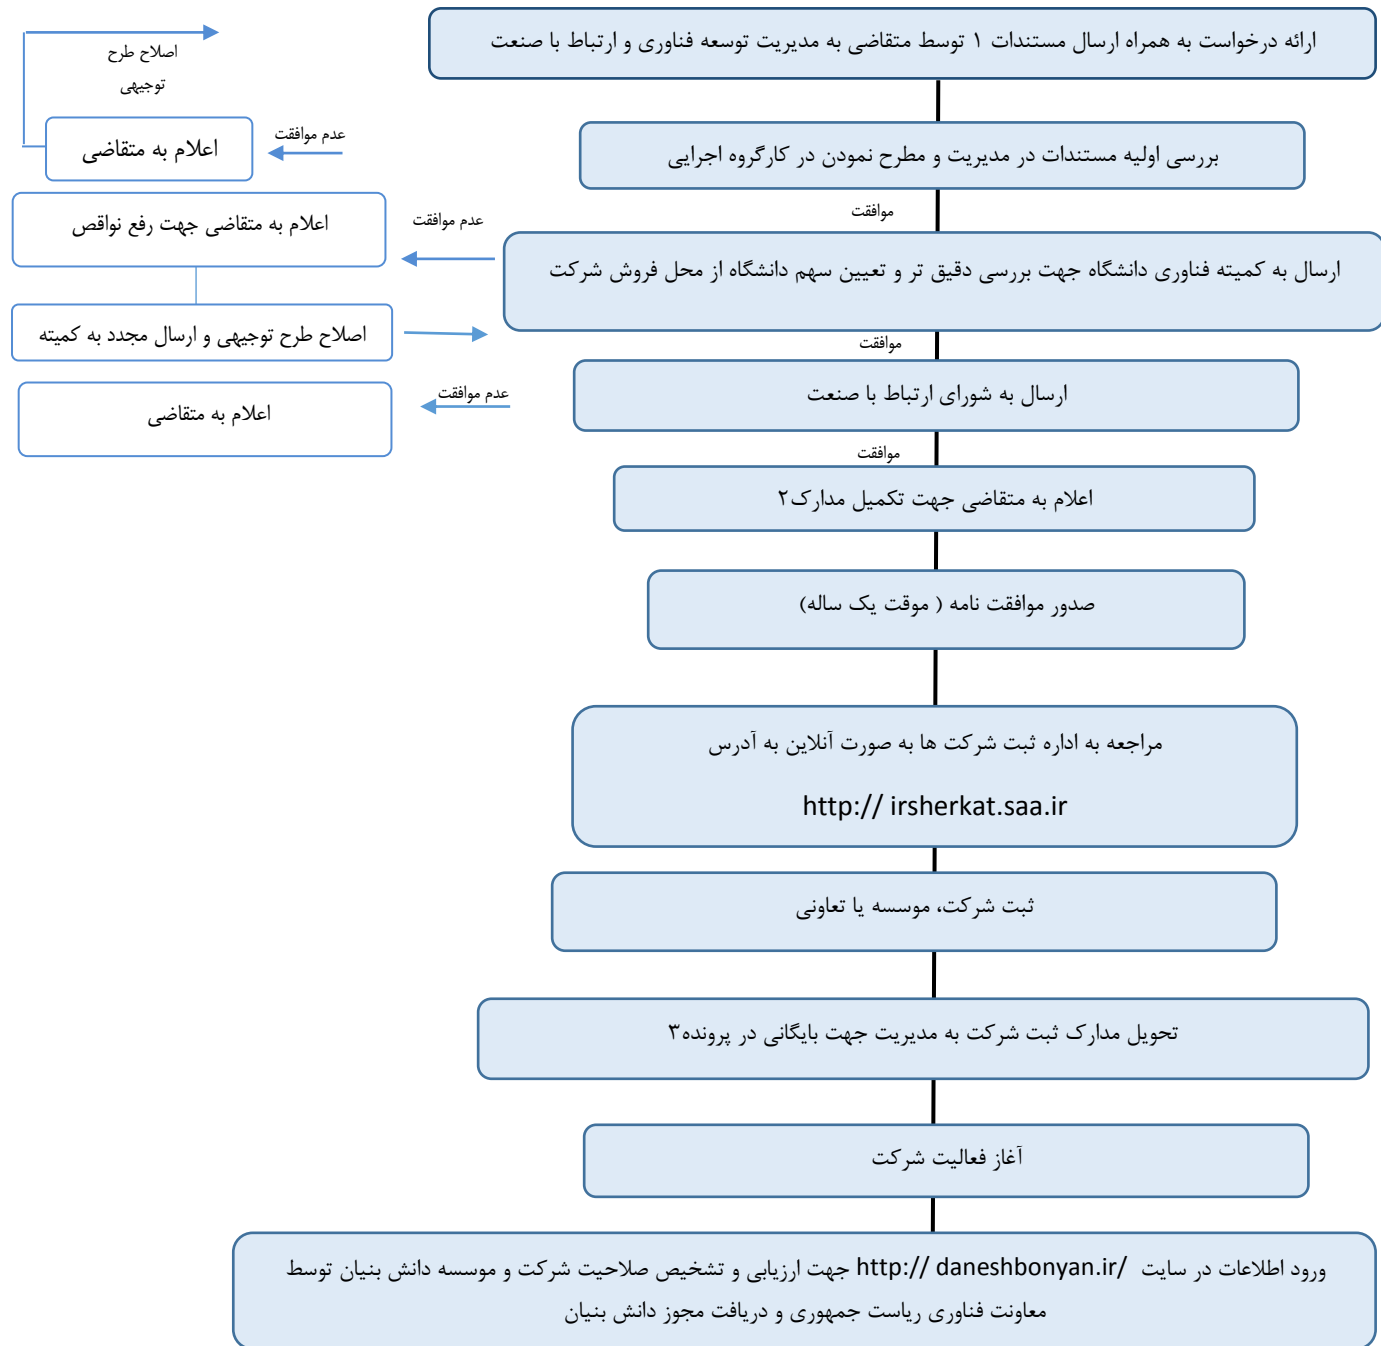 ارائه درخواست به همراه ارسال مستندات ۱ توسط متقاضی به مدیریت توسعه فناوری و ارتباط با صنعت
اصلاح طرح
توجیهی
بررسی اولیه مستندات در مدیریت و مطرح نمودن در کارگروه اجرایی
عدم موافقت
اعلام به متقاضی
موافقت
ارسال به کمیته فناوری دانشگاه جهت بررسی دقیق تر و تعیین سهم دانشگاه از محل فروش شرکت
عدم موافقت
اعلام به متقاضی جهت رفع نواقص
اصلاح طرح توجیهی و ارسال مجدد به کمیته
موافقت
ارسال به شورای ارتباط با صنعت
عدم موافقت
اعلام به متقاضی
موافقت
اعلام به متقاضی جهت تکمیل مدارک۲
صدور موافقت نامه ( موقت یک ساله)
مراجعه به اداره ثبت شرکت ها به صورت آنلاین به آدرس
http:// irsherkat.saa.ir
ثبت شرکت، موسسه یا تعاونی
تحویل مدارک ثبت شرکت به مدیریت جهت بایگانی در پرونده۳
آغاز فعالیت شرکت
ورود اطلاعات در سایت http:// daneshbonyan.ir/ جهت ارزیابی و تشخیص صلاحیت شرکت و موسسه دانش بنیان توسط
معاونت فناوری ریاست جمهوری و دریافت مجوز دانش بنیان